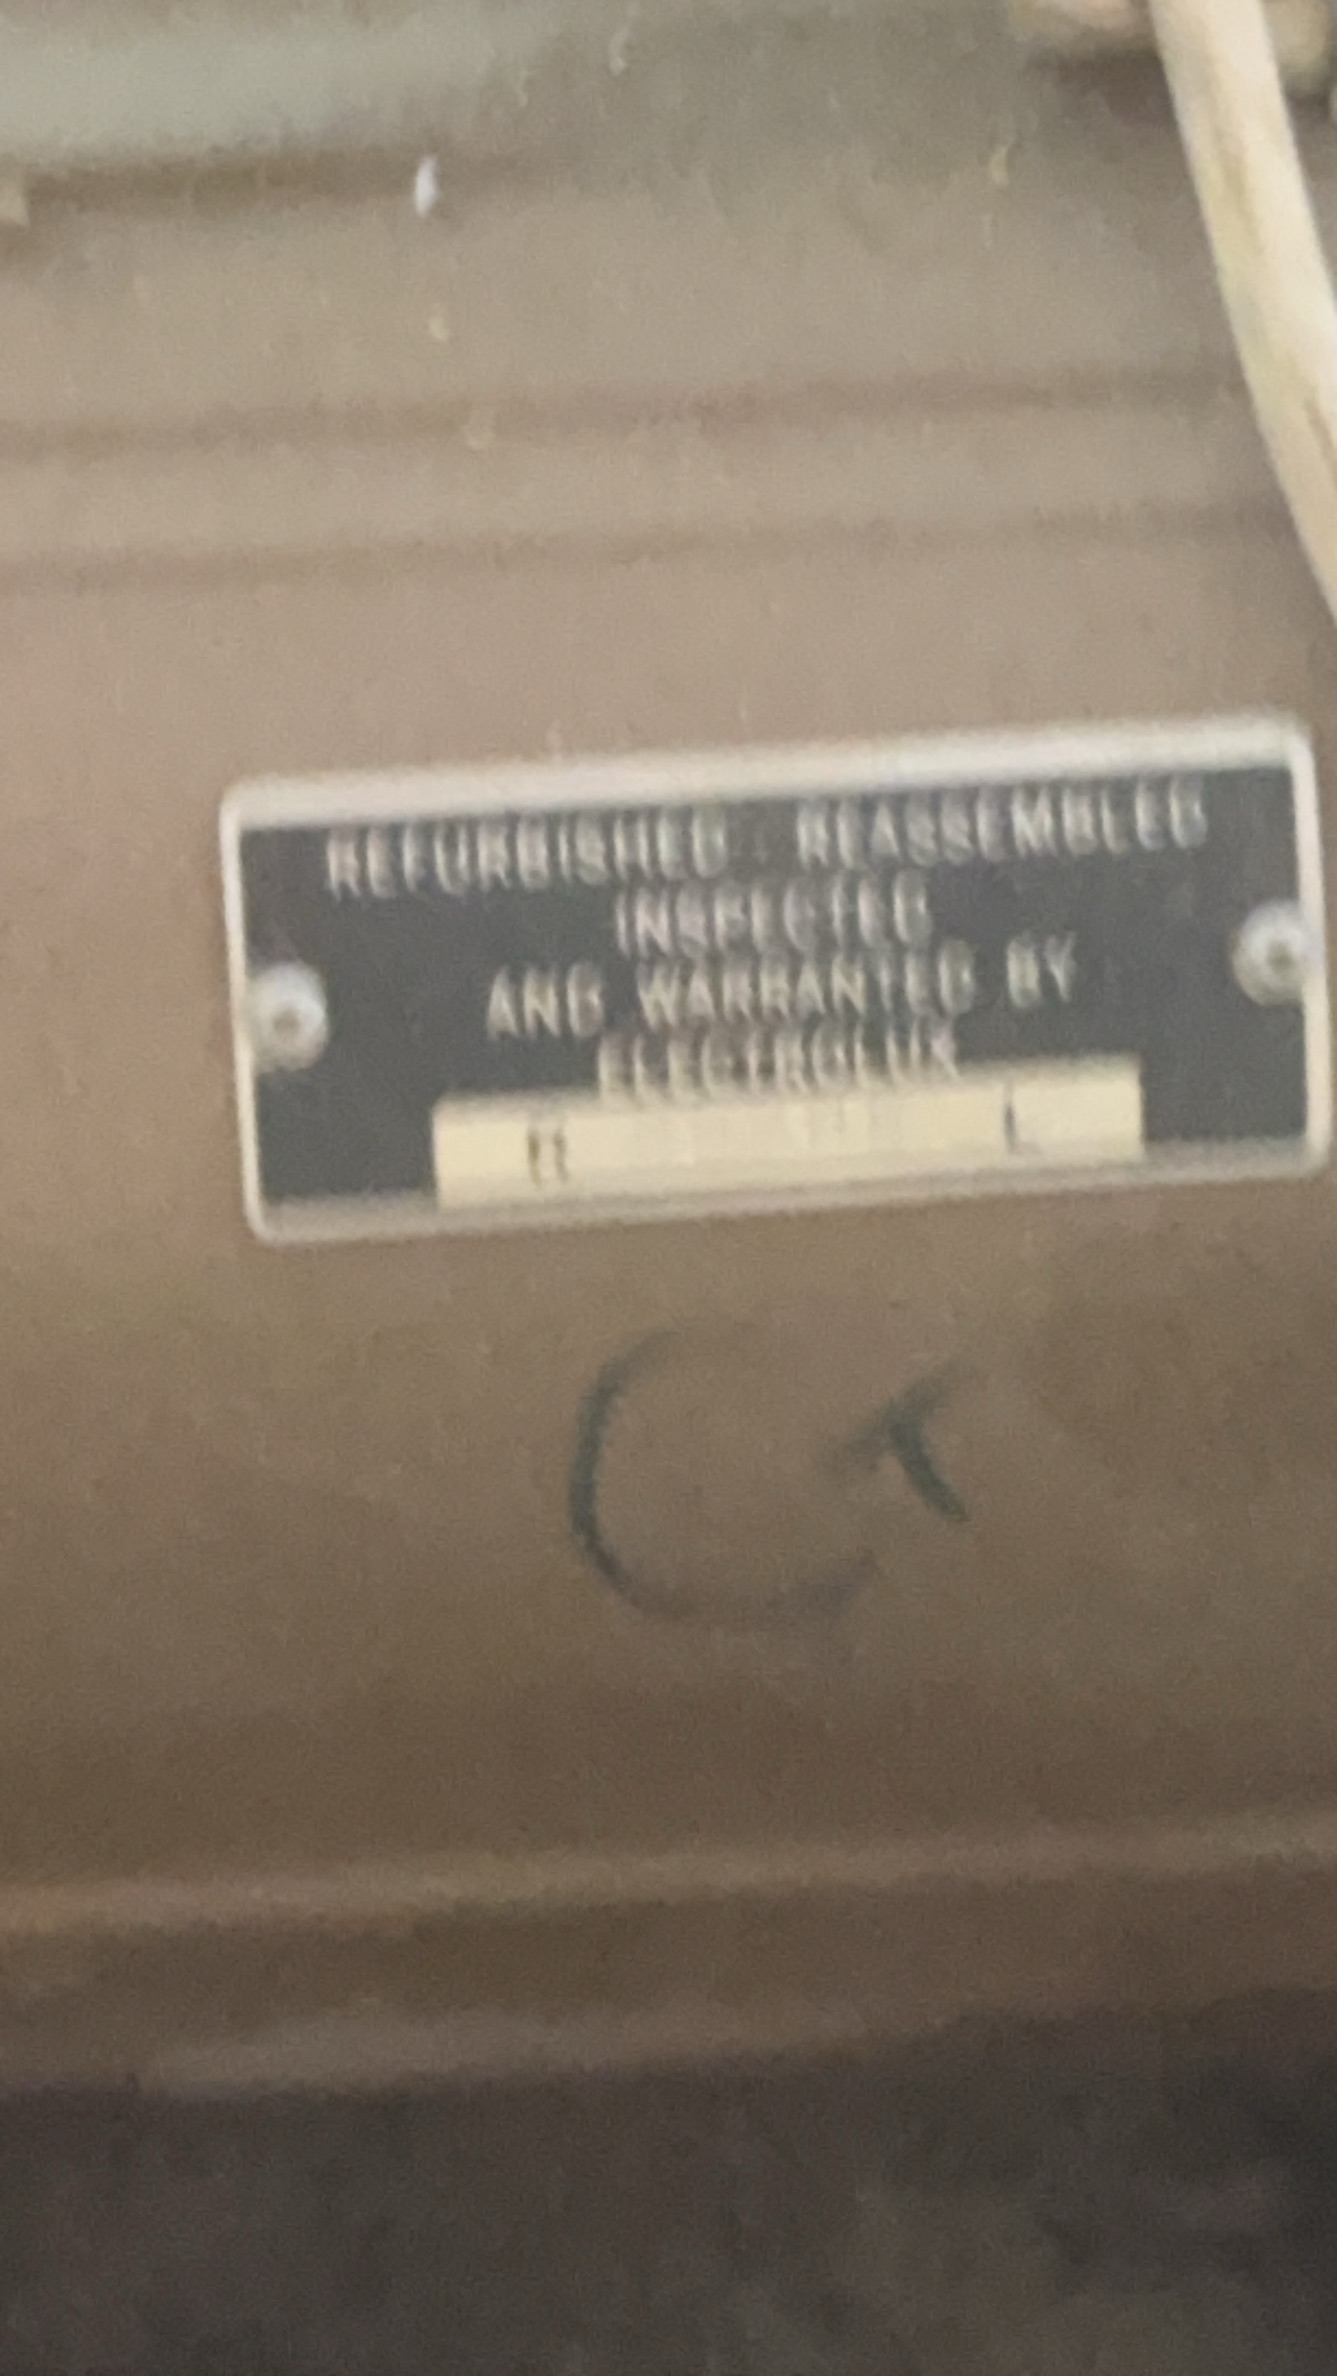 REFURBISHED REASSEMBLED
INSPECTED
AND WARRANTED BY
ELECTROLUX